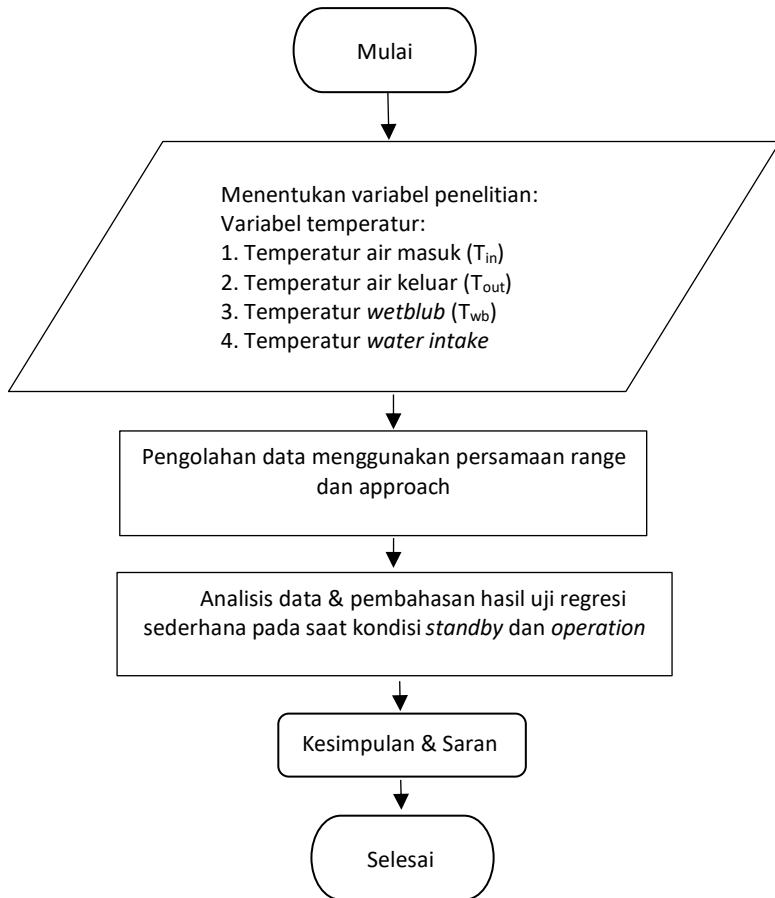 Mulai
Menentukan variabel penelitian:
Variabel temperatur:
1. Temperatur air masuk (Tin)
2. Temperatur air keluar (Tout)
3. Temperatur wetblub (Twb)
4. Temperatur water intake
Pengolahan data menggunakan persamaan range
dan approach
Analisis data & pembahasan hasil uji regresi
sederhana pada saat kondisi standby dan operation
Kesimpulan & Saran
Selesai